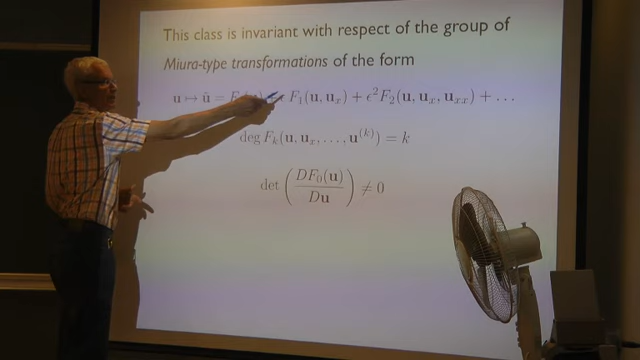 This class is invariant with respect of the group of
Miura-type transformations of the form
u ↦ û = F₁(u, uₓ) + ϵ²F₂(u, uₓ, uₓₓ) + …
deg Fₖ(u, uₓ, …, u⁽ᵏ⁾) = k
det (DF₀(u) / Du) ≠ 0